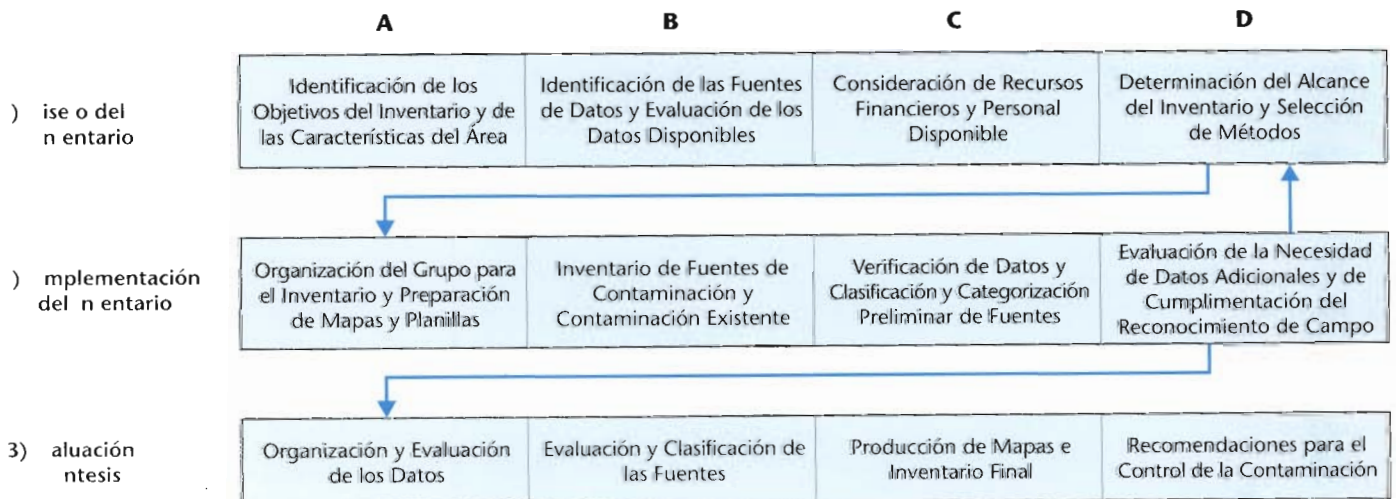 A B C D
) ise o del
n entario
Identificación de los
Objetivos del Inventario y de
las Características del Área
Identificación de las Fuentes
de Datos y Evaluación de los
Datos Disponibles
Consideración de Recursos
Financieros y Personal
Disponible
Determinación del Alcance
del Inventario y Selección
de Métodos
) mplementación
del n entario
Organización del Grupo para
el Inventario y Preparación
de Mapas y Planillas
Inventario de Fuentes de
Contaminación y
Contaminación Existente
Verificación de Datos y
Clasificación y Categorización
Preliminar de Fuentes
Evaluación de la Necesidad
de Datos Adicionales y de
Cumplimentación del
Reconocimiento de Campo
3) aluación
ntesis
Organización y Evaluación
de los Datos
Evaluación y Clasificación de
las Fuentes
Producción de Mapas e
Inventario Final
Recomendaciones para el
Control de la Contaminación